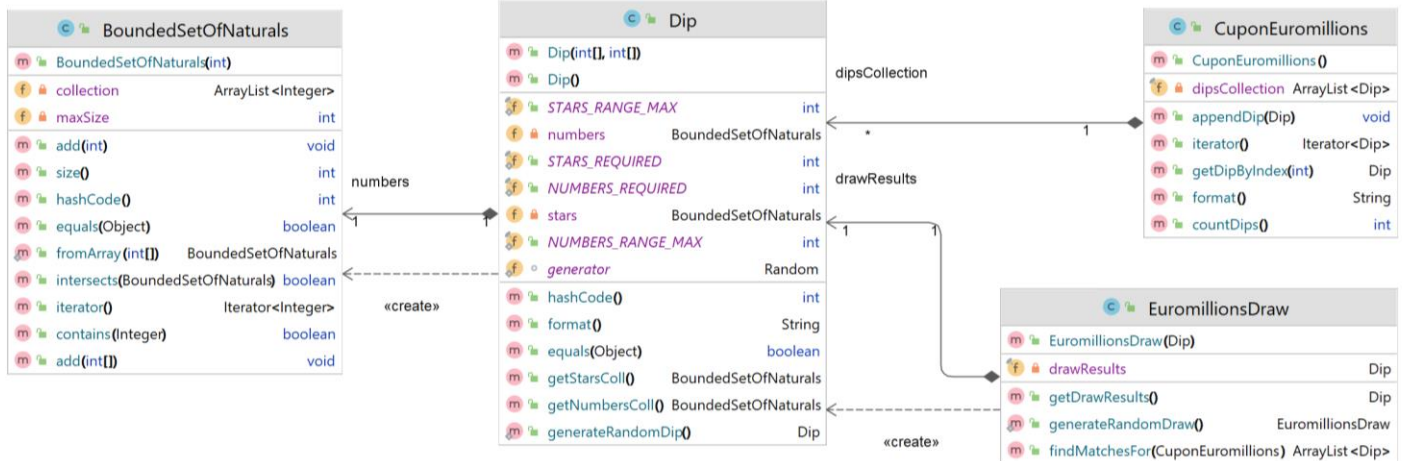 BoundedSetOfNaturals
BoundedSetOfNaturals(int)
collection ArrayList<Integer>
maxSize int
add(int) void
size() int
hashCode() int
equals(Object) boolean
fromArray(int[]) BoundedSetOfNaturals
intersects(BoundedSetOfNaturals) boolean
iterator() Iterator<Integer>
contains(Integer) boolean
add(int[]) void
numbers
1 1
«create»
Dip
Dip(int[], int[])
Dip()
STARS_RANGE_MAX int
numbers BoundedSetOfNaturals
STARS_REQUIRED int
NUMBERS_REQUIRED int
stars BoundedSetOfNaturals
NUMBERS_RANGE_MAX int
generator Random
hashCode() int
format() String
equals(Object) boolean
getStarsColl() BoundedSetOfNaturals
getNumbersColl() BoundedSetOfNaturals
generateRandomDip() Dip
dipsCollection
* 1
drawResults
1 1
«create»
CuponEuromillions
CuponEuromillions()
dipsCollection ArrayList<Dip>
appendDip(Dip) void
iterator() Iterator<Dip>
getDipByIndex(int) Dip
format() String
countDips() int
EuromillionsDraw
EuromillionsDraw(Dip)
drawResults Dip
getDrawResults() Dip
generateRandomDraw() EuromillionsDraw
findMatchesFor(CuponEuromillions) ArrayList<Dip>